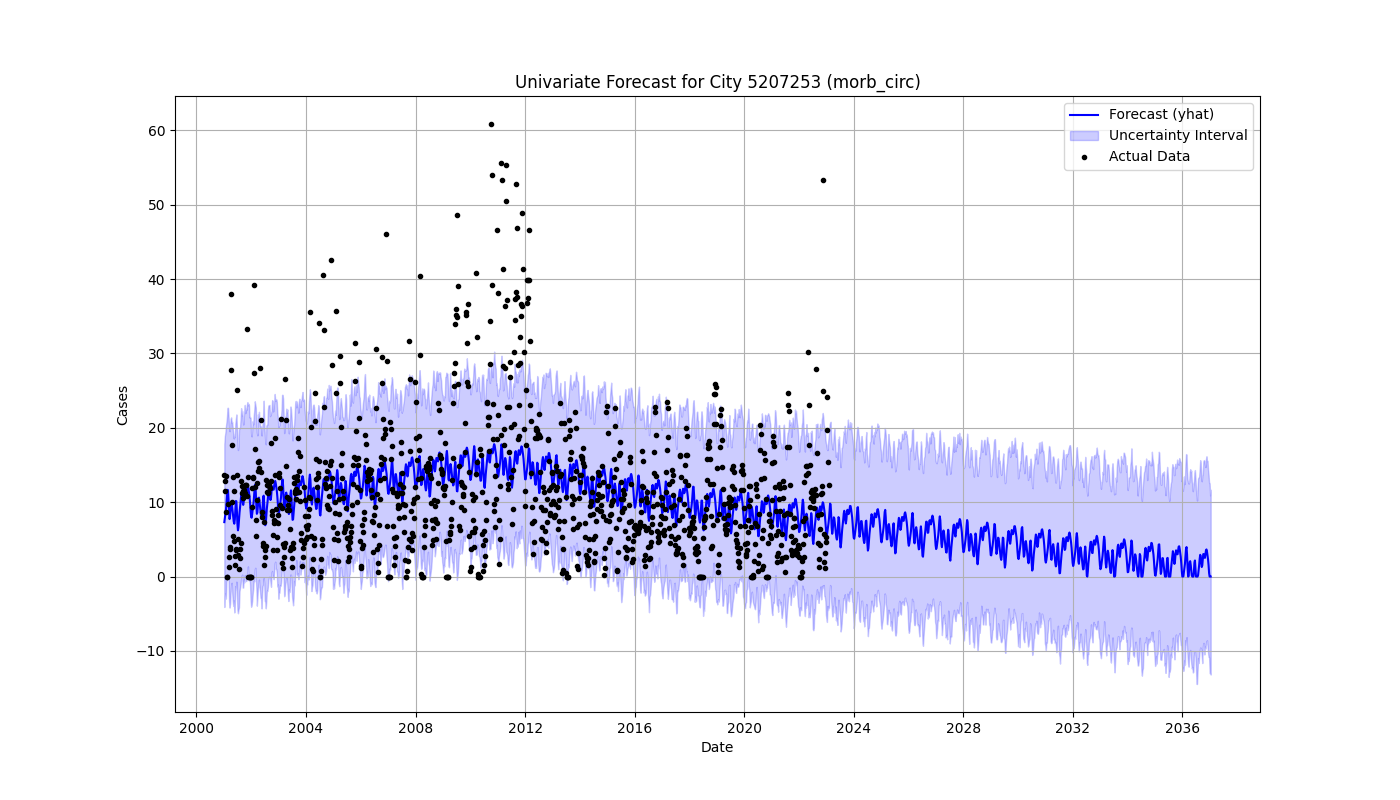 Univariate Forecast for City 5207253 (morb_circ)
Forecast (yhat)
Uncertainty Interval
Actual Data
Cases
60
50
40
30
20
10
0
−10
2000 2004 2008 2012 2016 2020 2024 2028 2032 2036
Date